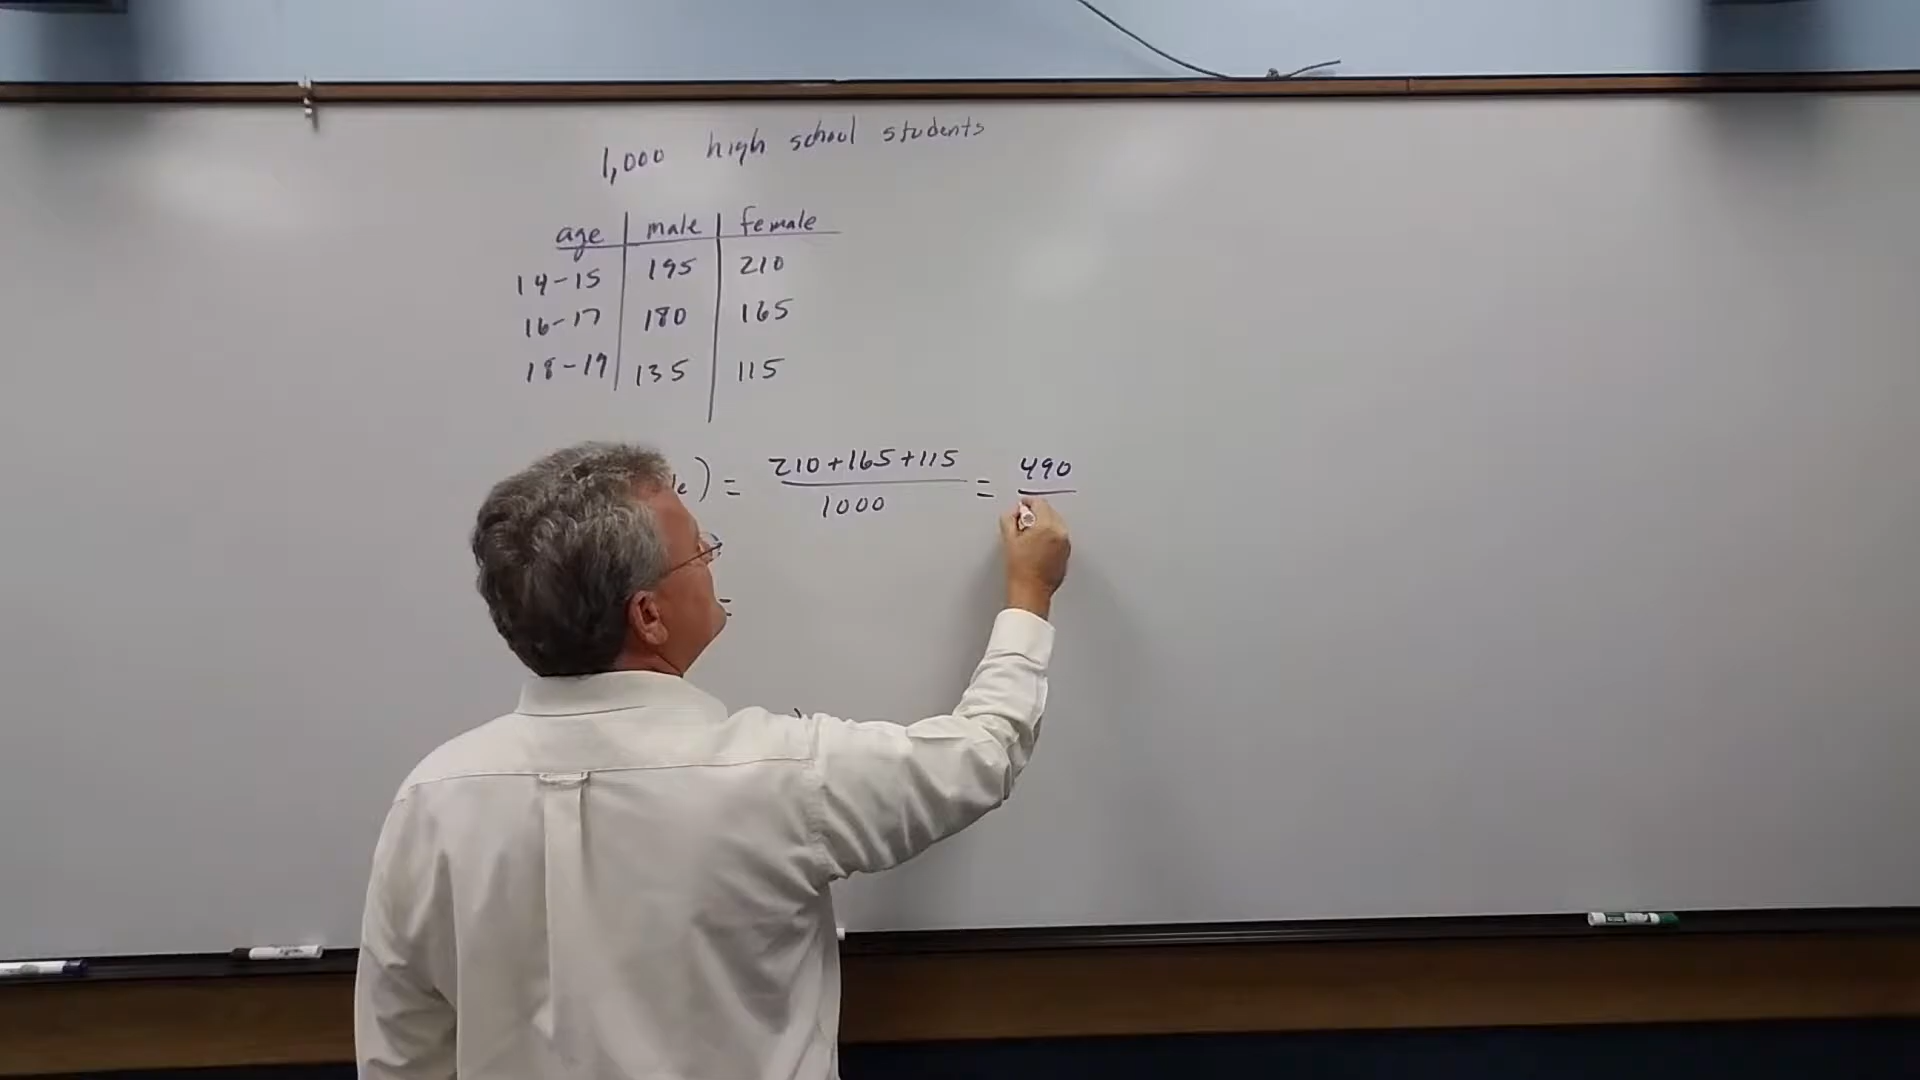 1,000 high school students
age male female
14-15 195 210
16-17 180 165
18-19 135 115
le) = 210+165+115 / 1000 = 490
=
)